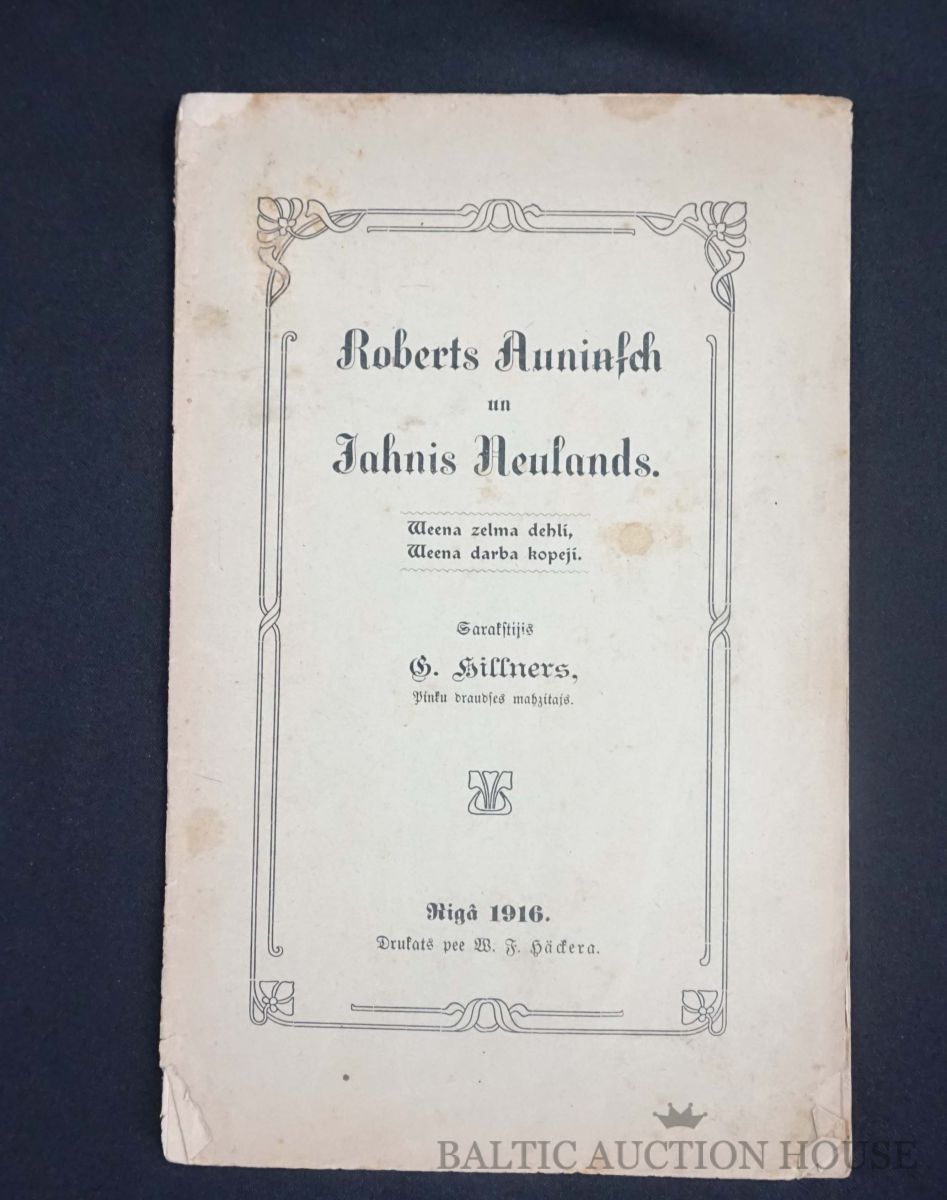 Roberts Auninſch
un
Jahnis Neulands.
Weena zelma dehli,
Weena darba kopeji.
Sarakſtijis
G. Hillners,
Pinku draudſes mahzitajs.
Rigâ 1916.
Drukats pee W. F. Häckera.
BALTIC AUCTION HOUSE